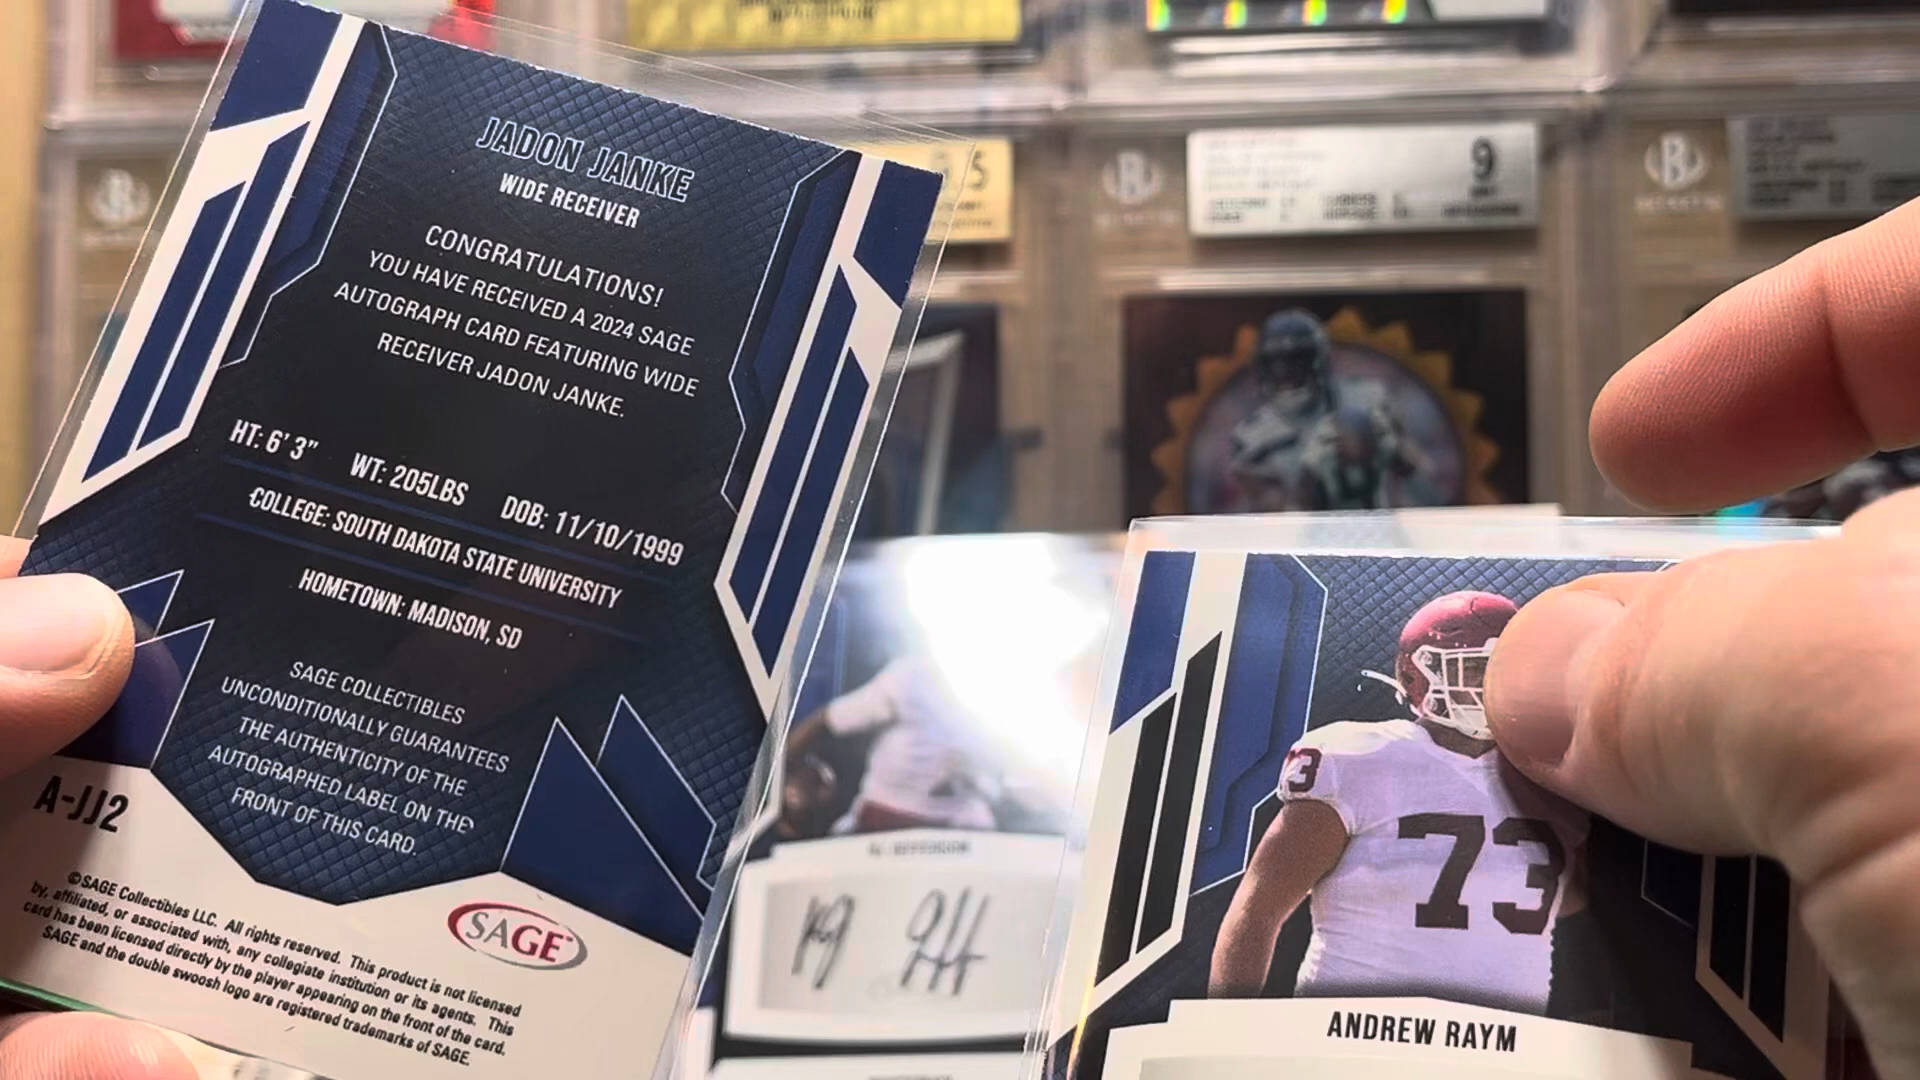 JADON JANKE
WIDE RECEIVER
CONGRATULATIONS!
YOU HAVE RECEIVED A 2024 SAGE
AUTOGRAPH CARD FEATURING WIDE
RECEIVER JADON JANKE.
HT: 6' 3" WT: 205LBS DOB: 11/10/1999
COLLEGE: SOUTH DAKOTA STATE UNIVERSITY
HOMETOWN: MADISON, SD
SAGE COLLECTIBLES
UNCONDITIONALLY GUARANTEES
THE AUTHENTICITY OF THE
AUTOGRAPHED LABEL ON THE
FRONT OF THIS CARD.
A-JJ2
©SAGE Collectibles LLC. All rights reserved. This product is not licensed
by, affiliated, or associated with, any collegiate institution or its agents. This
card has been licensed directly by the player appearing on the front of the card.
SAGE and the double swoosh logo are registered trademarks of SAGE.
SAGE
9
KJ JEFFERSON
73
73
ANDREW RAYM